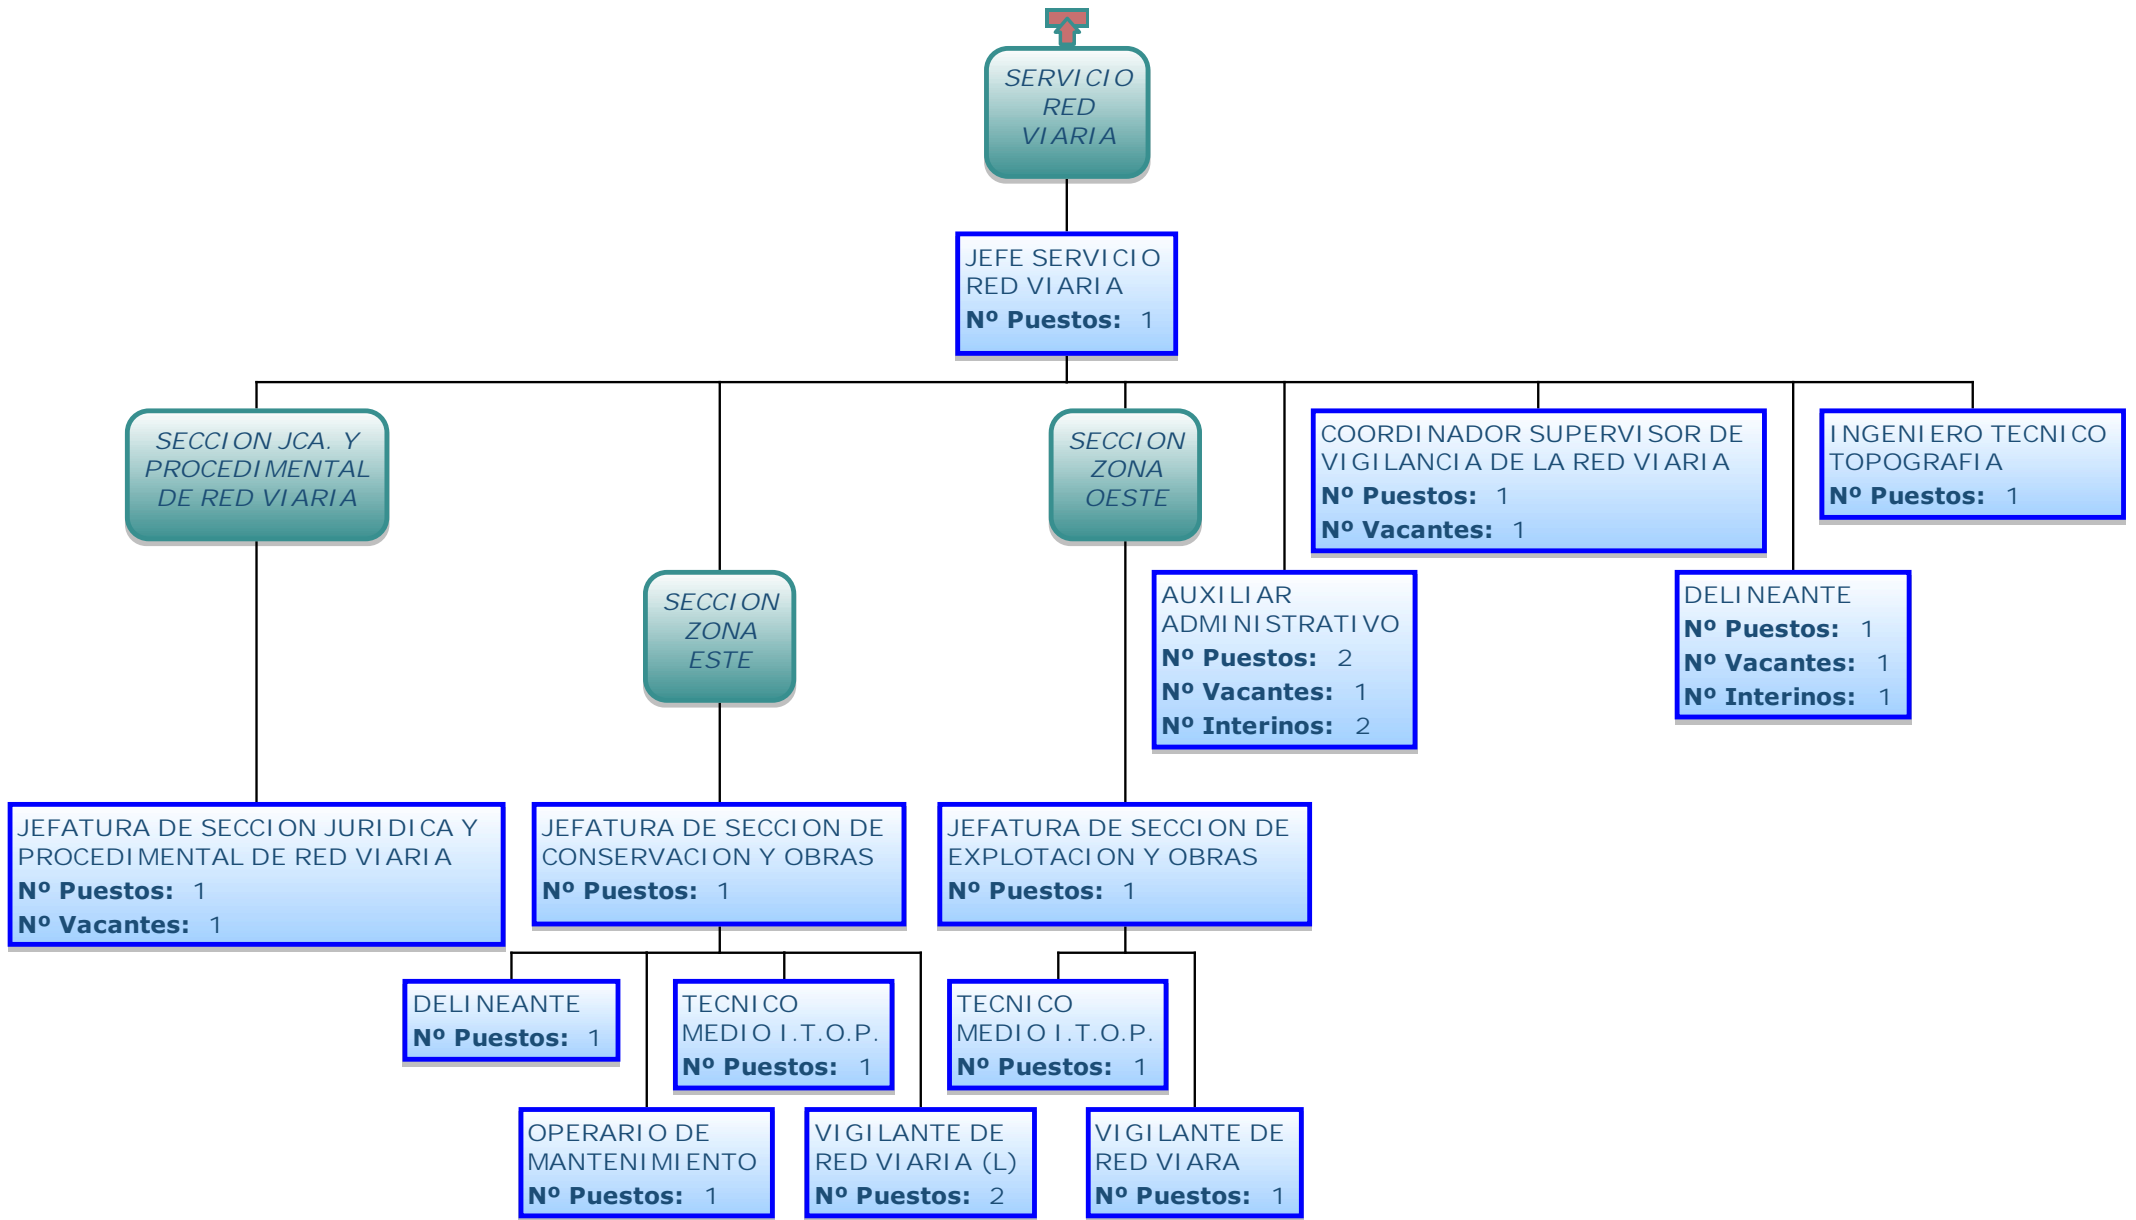 SERVICIO
RED
VIARIA
JEFE SERVICIO
RED VIARIA
Nº Puestos: 1
SECCION JCA. Y
PROCEDIMENTAL
DE RED VIARIA
SECCION
ZONA
ESTE
SECCION
ZONA
OESTE
AUXILIAR
ADMINISTRATIVO
Nº Puestos: 2
Nº Vacantes: 1
Nº Interinos: 2
COORDINADOR SUPERVISOR DE
VIGILANCIA DE LA RED VIARIA
Nº Puestos: 1
Nº Vacantes: 1
DELINEANTE
Nº Puestos: 1
Nº Vacantes: 1
Nº Interinos: 1
INGENIERO TECNICO
TOPOGRAFIA
Nº Puestos: 1
JEFATURA DE SECCION JURIDICA Y
PROCEDIMENTAL DE RED VIARIA
Nº Puestos: 1
Nº Vacantes: 1
JEFATURA DE SECCION DE
CONSERVACION Y OBRAS
Nº Puestos: 1
JEFATURA DE SECCION DE
EXPLOTACION Y OBRAS
Nº Puestos: 1
DELINEANTE
Nº Puestos: 1
OPERARIO DE
MANTENIMIENTO
Nº Puestos: 1
TECNICO
MEDIO I.T.O.P.
Nº Puestos: 1
VIGILANTE DE
RED VIARIA (L)
Nº Puestos: 2
TECNICO
MEDIO I.T.O.P.
Nº Puestos: 1
VIGILANTE DE
RED VIARA
Nº Puestos: 1